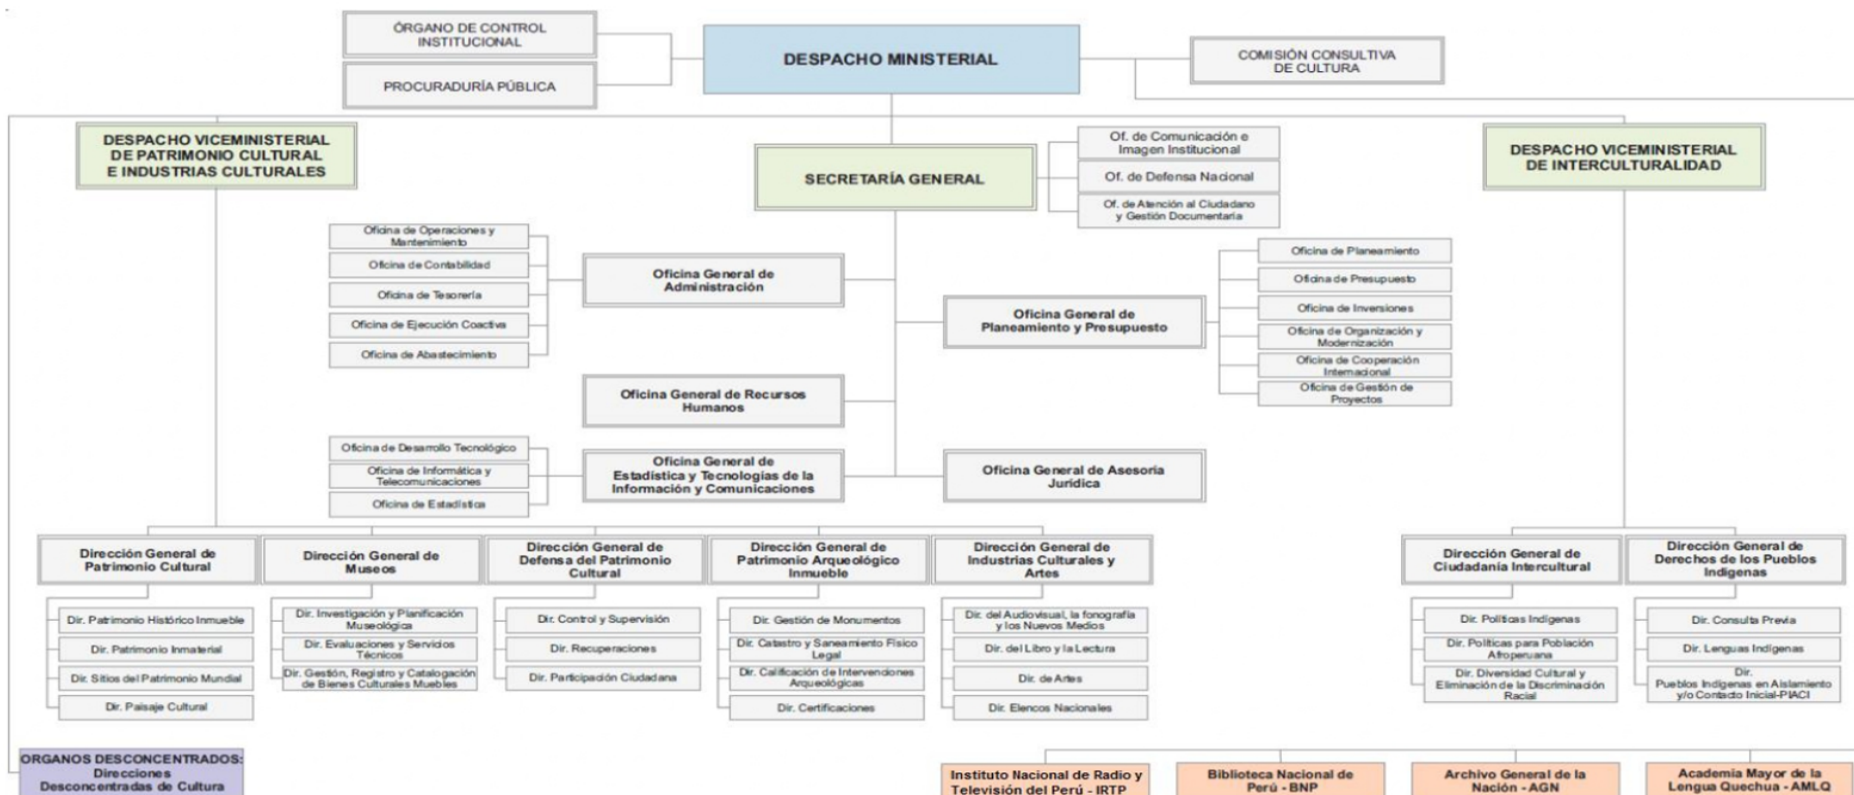 ÓRGANO DE CONTROL
INSTITUCIONAL
PROCURADURÍA PÚBLICA
DESPACHO MINISTERIAL
COMISIÓN CONSULTIVA
DE CULTURA
DESPACHO VICEMINISTERIAL
DE PATRIMONIO CULTURAL
E INDUSTRIAS CULTURALES
SECRETARÍA GENERAL
Of. de Comunicación e
Imagen Institucional
Of. de Defensa Nacional
Of. de Atención al Ciudadano
y Gestión Documentaria
DESPACHO VICEMINISTERIAL
DE INTERCULTURALIDAD
Oficina de Operaciones y
Mantenimiento
Oficina de Contabilidad
Oficina de Tesorería
Oficina de Ejecución Coactiva
Oficina de Abastecimiento
Oficina General de
Administración
Oficina General de
Planeamiento y Presupuesto
Oficina de Planeamiento
Oficina de Presupuesto
Oficina de Inversiones
Oficina de Organización y
Modernización
Oficina de Cooperación
Internacional
Oficina de Gestión de
Proyectos
Oficina General de Recursos
Humanos
Oficina de Desarrollo Tecnológico
Oficina de Informática y
Telecomunicaciones
Oficina de Estadística
Oficina General de
Estadística y Tecnologías de la
Información y Comunicaciones
Oficina General de Asesoría
Jurídica
Dirección General de
Patrimonio Cultural
Dir. Patrimonio Histórico Inmueble
Dir. Patrimonio Inmaterial
Dir. Sitios del Patrimonio Mundial
Dir. Paisaje Cultural
Dirección General de
Museos
Dir. Investigación y Planificación
Museológica
Dir. Evaluaciones y Servicios
Técnicos
Dir. Gestión, Registro y Catalogación
de Bienes Culturales Muebles
Dirección General de
Defensa del Patrimonio
Cultural
Dir. Control y Supervisión
Dir. Recuperaciones
Dir. Participación Ciudadana
Dirección General de
Patrimonio Arqueológico
Inmueble
Dir. Gestión de Monumentos
Dir. Catastro y Saneamiento Físico
Legal
Dir. Calificación de Intervenciones
Arqueológicas
Dir. Certificaciones
Dirección General de
Industrias Culturales y
Artes
Dir. del Audiovisual, la fonografía
y los Nuevos Medios
Dir. del Libro y la Lectura
Dir. de Artes
Dir. Elencos Nacionales
Dirección General de
Ciudadanía Intercultural
Dir. Políticas Indígenas
Dir. Políticas para Población
Afroperuana
Dir. Diversidad Cultural y
Eliminación de la Discriminación
Racial
Dirección General de
Derechos de los Pueblos
Indígenas
Dir. Consulta Previa
Dir. Lenguas Indígenas
Dir.
Pueblos Indígenas en Aislamiento
y/o Contacto Inicial-PIACI
ORGANOS DESCONCENTRADOS:
Direcciones
Desconcentradas de Cultura
Instituto Nacional de Radio y
Televisión del Perú - IRTP
Biblioteca Nacional de
Perú - BNP
Archivo General de la
Nación - AGN
Academia Mayor de la
Lengua Quechua - AMLQ